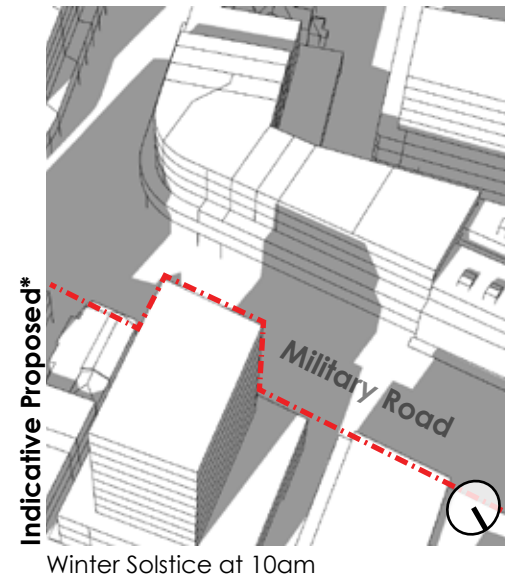 Indicative Proposed*
Military Road
Winter Solstice at 10am